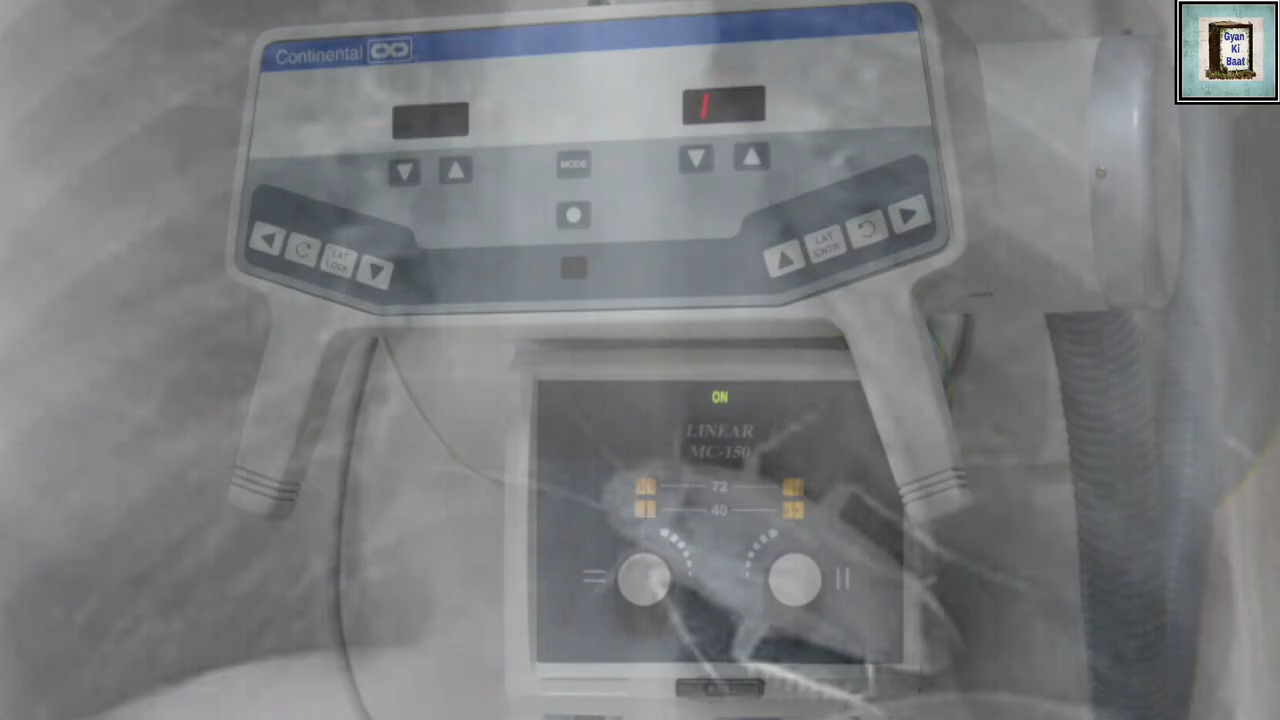 Continental
Gyan
Ki
Baat
MODE
LAT
LOCK
LAT
CNTR
ON
LINEAR
MC-150
72
40